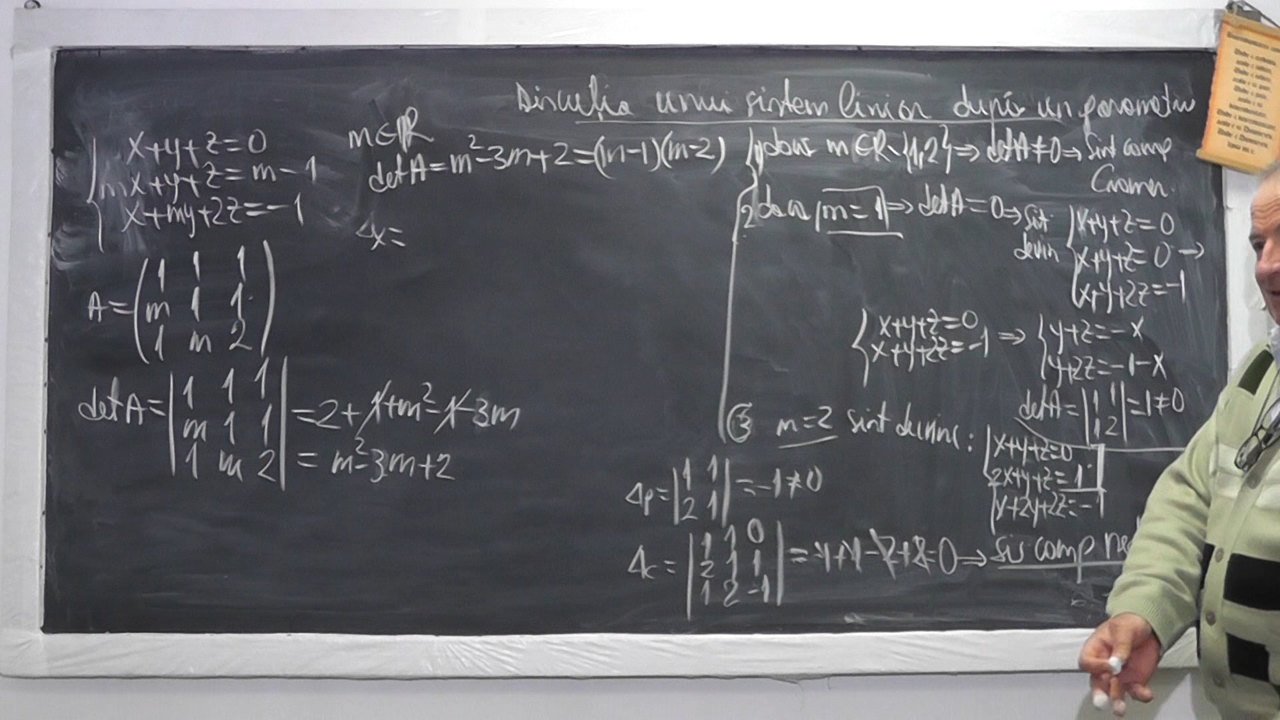 Discuția unui sistem liniar după un parametru
x+y+z=0
mx+y+z=m-1
x+my+2z=-1
A=(1 1 1
m 1 1
1 m 2)
detA=|1 1 1
m 1 1
1 m 2|
=2+1+m²-1-3m
=m²-3m+2
m∈R
detA=m²-3m+2=(m-1)(m-2)
Δx=
1) dacă m∈R-{1,2}⇒detA≠0⇒ Sist comp
Cramer.
2 dacă m=1⇒detA=0⇒ Sist
devin
x+y+z=0
x+y+z=0 →
x+y+2z=-1
x+y+z=0
x+y+2z=-1 ⇒
y+z=-x
y+2z=-1-x
detA=|1 1
1 2|=1≠0
③ m=2 sist devine:
x+y+z=0
2x+y+z=1
x+2y+2z=-1
Δp=|1 1
2 1|=-1≠0
Δc=|1 1 0
2 1 1
1 2 -1|=-1+1-2+2=0⇒ Sis comp ne